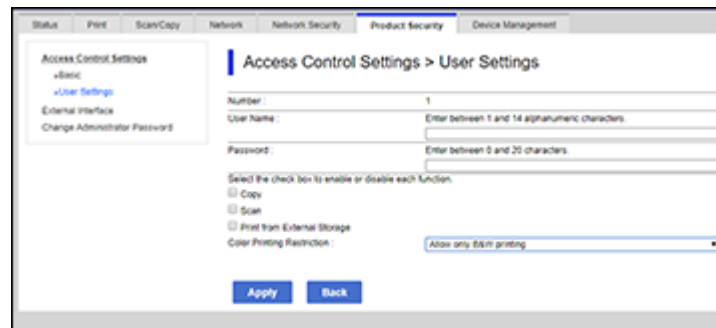 Status Print Scan/Copy Network Network Security Product Security Device Management
Access Control Settings
Basic
User Settings
External Interface
Change Administrator Password
Access Control Settings > User Settings
Number : 1
User Name : Enter between 1 and 14 alphanumeric characters.
Password : Enter between 0 and 20 characters.
Select the check box to enable or disable each function.
Copy
Scan
Print from External Storage
Color Printing Restriction : Allow only B&W printing
Apply Back